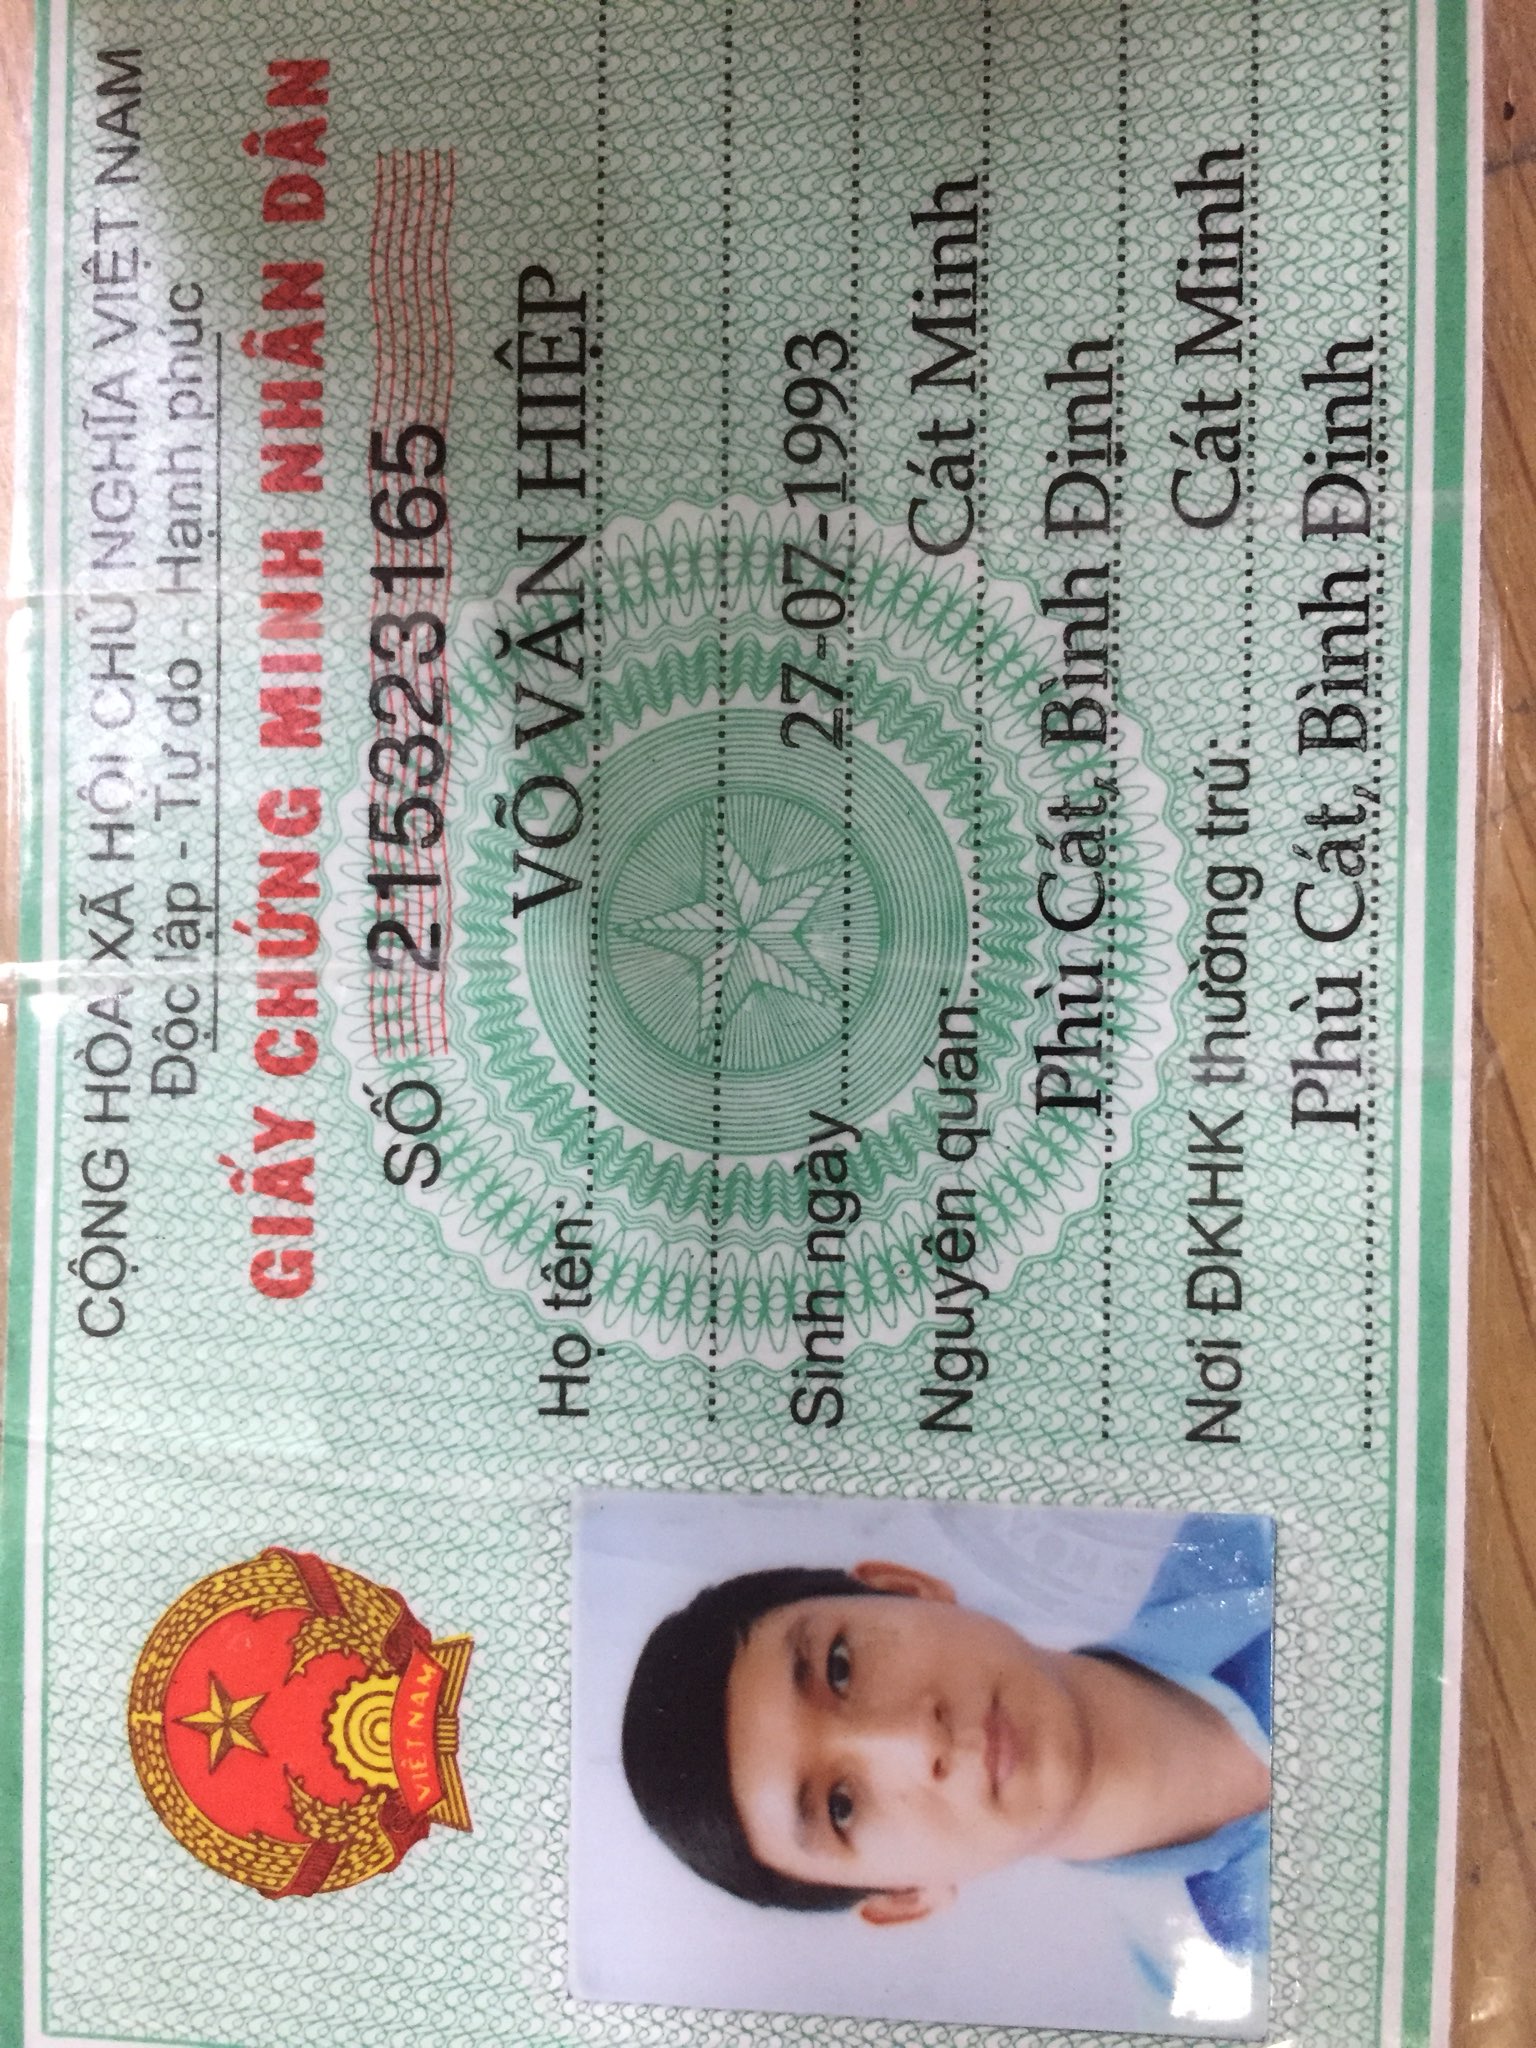 CỘNG HÒA XÃ HỘI CHỦ NGHĨA VIỆT NAM
Độc lập - Tự do - Hạnh phúc
GIẤY CHỨNG MINH NHÂN DÂN
SỐ 215323165
Họ tên: VÕ VĂN HIỆP
Sinh ngày 27-07-1993
Nguyên quán: Cát Minh
Phù Cát, Bình Định
Nơi ĐKHK thường trú: Cát Minh
Phù Cát, Bình Định
VIỆT NAM